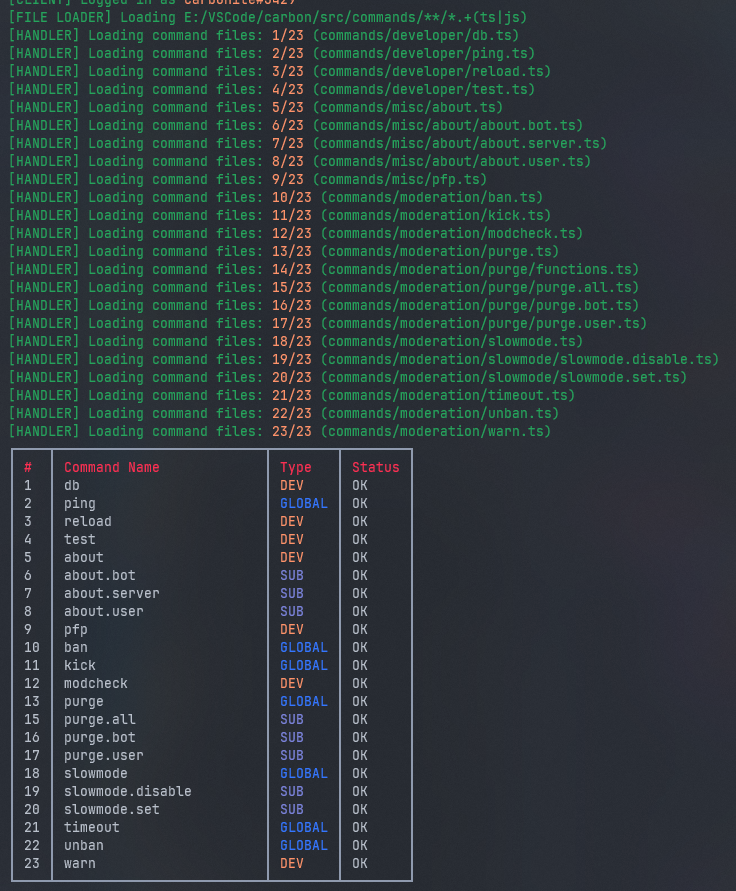 [CLIENT] Logged in as Carbonite#5429
[FILE LOADER] Loading E:/VSCode/carbon/src/commands/**/*.+(ts|js)
[HANDLER] Loading command files: 1/23 (commands/developer/db.ts)
[HANDLER] Loading command files: 2/23 (commands/developer/ping.ts)
[HANDLER] Loading command files: 3/23 (commands/developer/reload.ts)
[HANDLER] Loading command files: 4/23 (commands/developer/test.ts)
[HANDLER] Loading command files: 5/23 (commands/misc/about.ts)
[HANDLER] Loading command files: 6/23 (commands/misc/about/about.bot.ts)
[HANDLER] Loading command files: 7/23 (commands/misc/about/about.server.ts)
[HANDLER] Loading command files: 8/23 (commands/misc/about/about.user.ts)
[HANDLER] Loading command files: 9/23 (commands/misc/pfp.ts)
[HANDLER] Loading command files: 10/23 (commands/moderation/ban.ts)
[HANDLER] Loading command files: 11/23 (commands/moderation/kick.ts)
[HANDLER] Loading command files: 12/23 (commands/moderation/modcheck.ts)
[HANDLER] Loading command files: 13/23 (commands/moderation/purge.ts)
[HANDLER] Loading command files: 14/23 (commands/moderation/purge/functions.ts)
[HANDLER] Loading command files: 15/23 (commands/moderation/purge/purge.all.ts)
[HANDLER] Loading command files: 16/23 (commands/moderation/purge/purge.bot.ts)
[HANDLER] Loading command files: 17/23 (commands/moderation/purge/purge.user.ts)
[HANDLER] Loading command files: 18/23 (commands/moderation/slowmode.ts)
[HANDLER] Loading command files: 19/23 (commands/moderation/slowmode/slowmode.disable.ts)
[HANDLER] Loading command files: 20/23 (commands/moderation/slowmode/slowmode.set.ts)
[HANDLER] Loading command files: 21/23 (commands/moderation/timeout.ts)
[HANDLER] Loading command files: 22/23 (commands/moderation/unban.ts)
[HANDLER] Loading command files: 23/23 (commands/moderation/warn.ts)
# Command Name Type Status
1 db DEV OK
2 ping GLOBAL OK
3 reload DEV OK
4 test DEV OK
5 about DEV OK
6 about.bot SUB OK
7 about.server SUB OK
8 about.user SUB OK
9 pfp DEV OK
10 ban GLOBAL OK
11 kick GLOBAL OK
12 modcheck DEV OK
13 purge GLOBAL OK
15 purge.all SUB OK
16 purge.bot SUB OK
17 purge.user SUB OK
18 slowmode GLOBAL OK
19 slowmode.disable SUB OK
20 slowmode.set SUB OK
21 timeout GLOBAL OK
22 unban GLOBAL OK
23 warn DEV OK